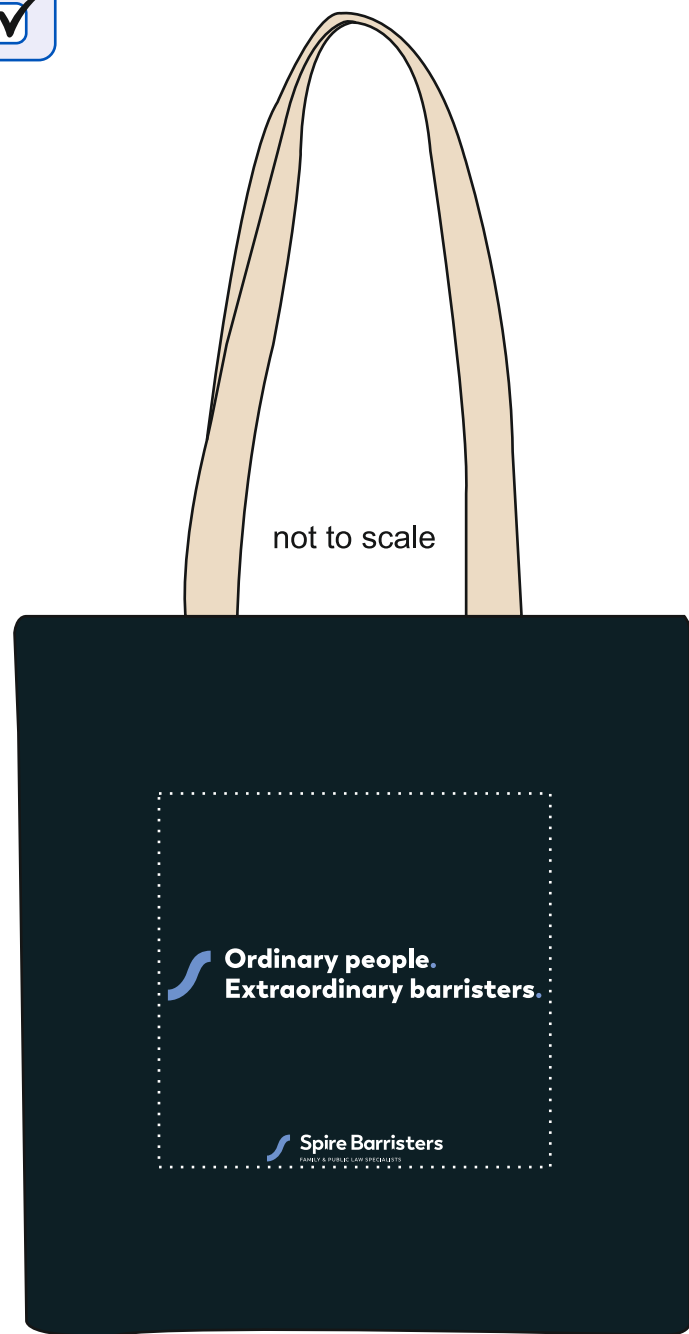 not to scale
Ordinary people.
Extraordinary barristers.
Spire Barristers
FAMILY & PUBLIC LAW SPECIALISTS